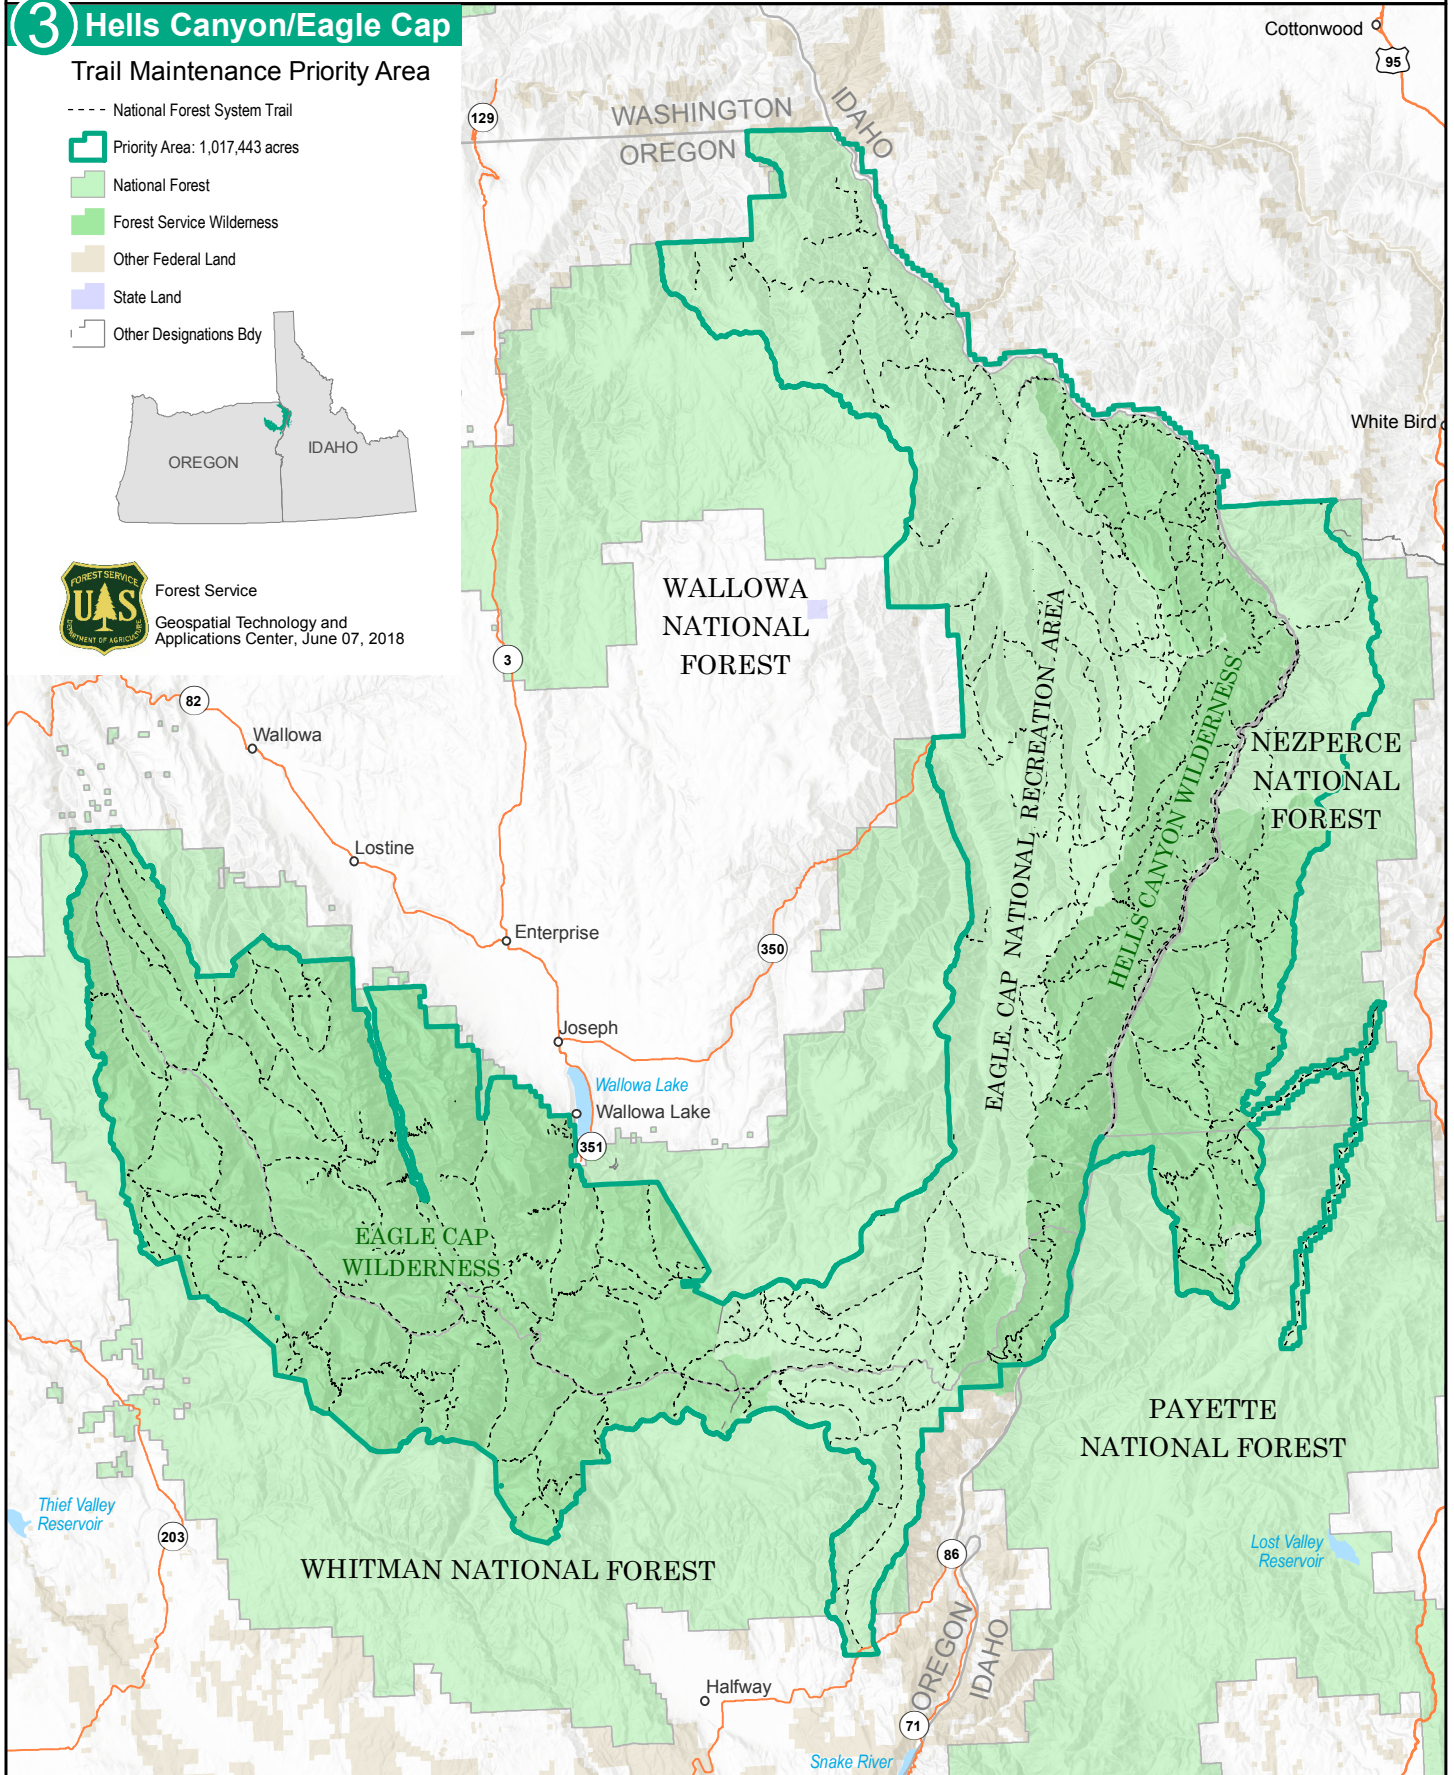 3 Hells Canyon/Eagle Cap
Trail Maintenance Priority Area
National Forest System Trail
Priority Area: 1,017,443 acres
National Forest
Forest Service Wilderness
Other Federal Land
State Land
Other Designations Bdy
OREGON
IDAHO
FOREST SERVICE
UAS
DEPARTMENT OF AGRICULTURE
Forest Service
Geospatial Technology and
Applications Center, June 07, 2018
Cottonwood
95
129
WASHINGTON
OREGON
IDAHO
White Bird
WALLOWA
NATIONAL
FOREST
3
82
Wallowa
Lostine
Enterprise
350
Joseph
Wallowa Lake
Wallowa Lake
351
EAGLE CAP NATIONAL RECREATION AREA
HELLS CANYON WILDERNESS
NEZPERCE
NATIONAL
FOREST
EAGLE CAP
WILDERNESS
PAYETTE
NATIONAL FOREST
Thief Valley
Reservoir
203
WHITMAN NATIONAL FOREST
86
Lost Valley
Reservoir
OREGON
IDAHO
Halfway
71
Snake River